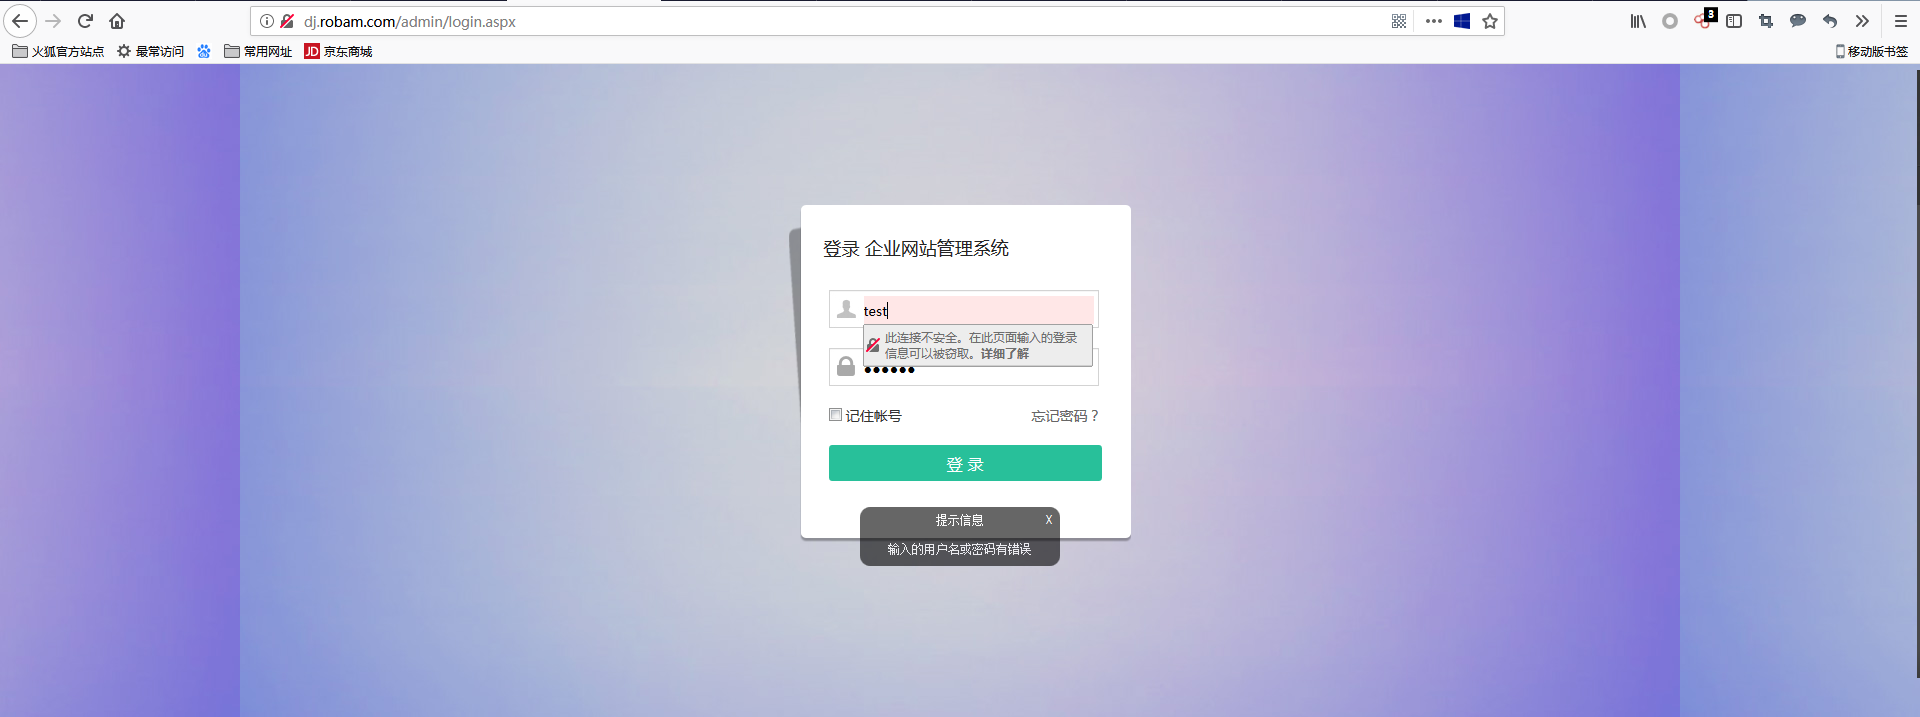 dj.robam.com/admin/login.aspx
3
火狐官方站点 最常访问 常用网址 JD 京东商城 移动版书签
登录 企业网站管理系统
test
此连接不安全。在此页面输入的登录
信息可以被窃取。详细了解
●●●●●●
记住帐号 忘记密码？
登 录
提示信息 X
输入的用户名或密码有错误